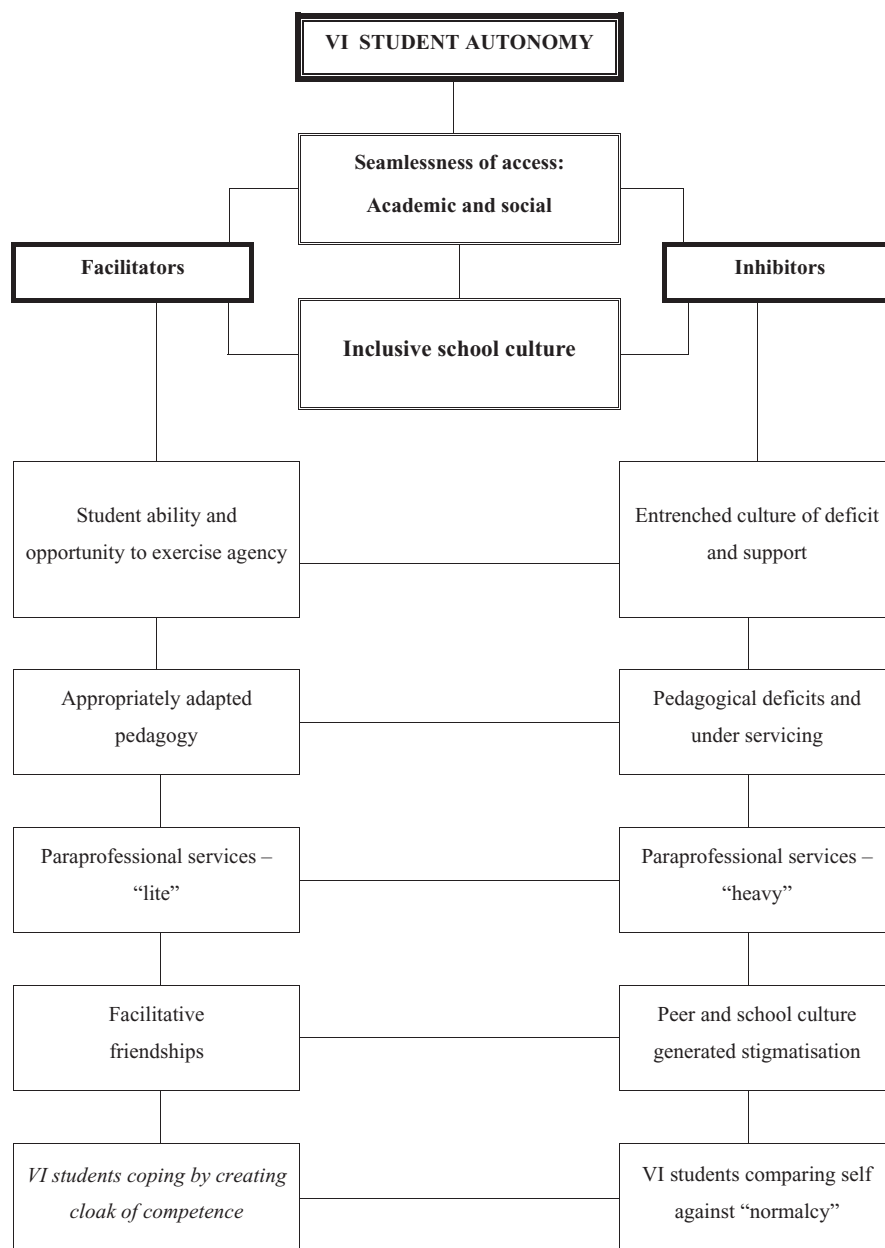 VI STUDENT AUTONOMY
Seamlessness of access:
Academic and social
Facilitators
Inhibitors
Inclusive school culture
Student ability and
opportunity to exercise agency
Entrenched culture of deficit
and support
Appropriately adapted
pedagogy
Pedagogical deficits and
under servicing
Paraprofessional services –
“lite”
Paraprofessional services –
“heavy”
Facilitative
friendships
Peer and school culture
generated stigmatisation
VI students coping by creating
cloak of competence
VI students comparing self
against “normalcy”